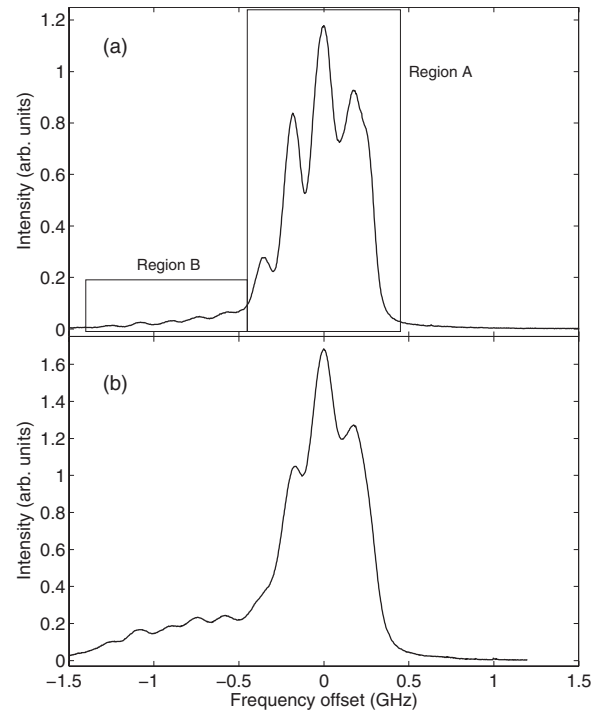 1.2
(a)
1
Region A
0.8
Intensity (arb. units)
0.6
0.4
Region B
0.2
0
1.6
(b)
1.4
1.2
1
Intensity (arb. units)
0.8
0.6
0.4
0.2
0
−1.5 −1 −0.5 0 0.5 1 1.5
Frequency offset (GHz)